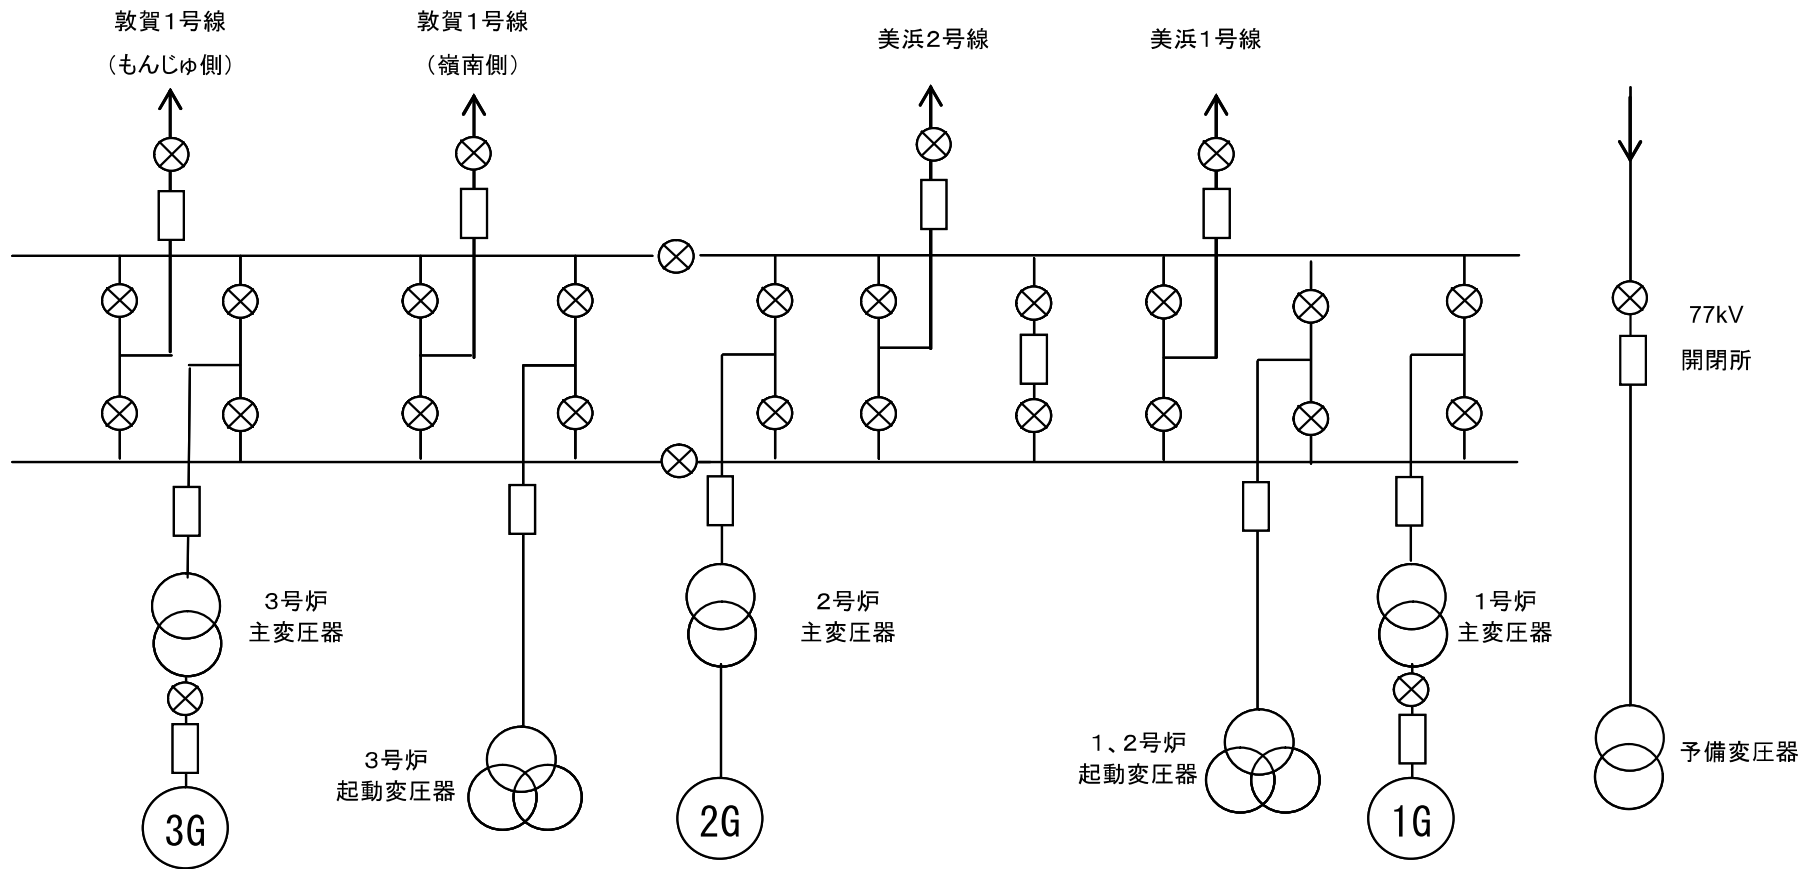 敦賀１号線
（もんじゅ側）
敦賀１号線
（嶺南側）
美浜２号線
美浜１号線
77kV
開閉所
３号炉
主変圧器
２号炉
主変圧器
１号炉
主変圧器
３号炉
起動変圧器
１、２号炉
起動変圧器
予備変圧器
3G
2G
1G